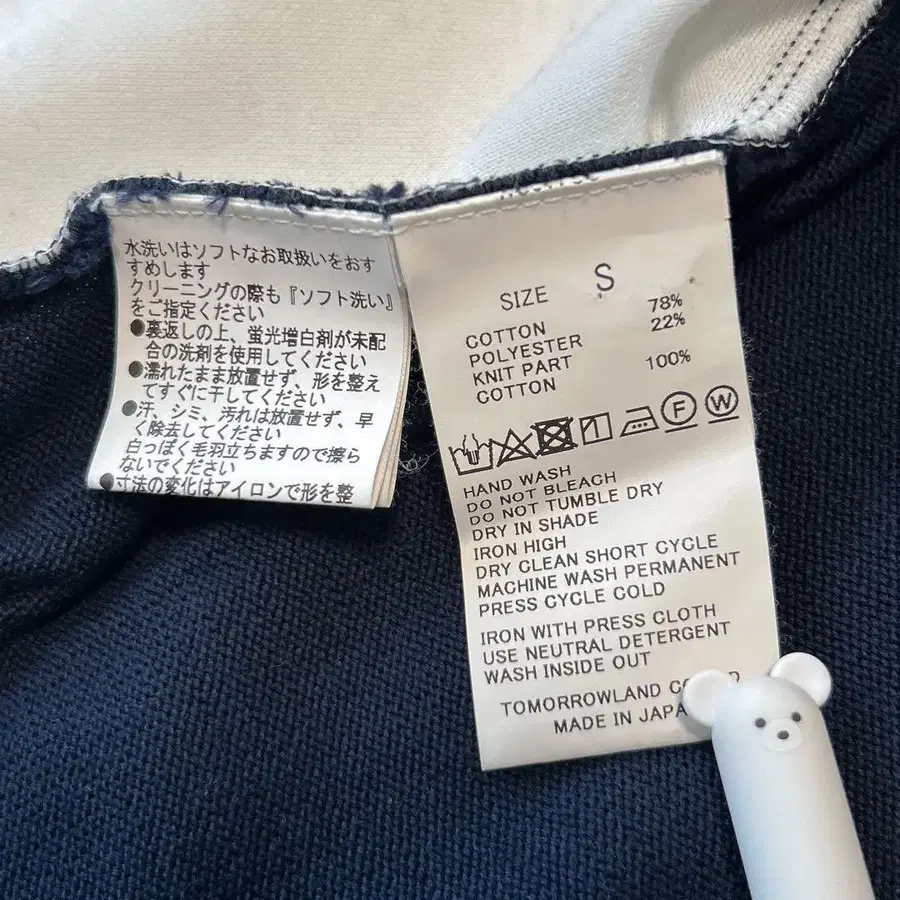 水洗いはソフトなお取扱いをおす
すめします
クリーニングの際も『ソフト洗い』
をご指定ください
●裏返しの上、蛍光増白剤が未配
合の洗剤を使用してください
●濡れたまま放置せず、形を整え
てすぐに干してください
●汗、シミ、汚れは放置せず、早
く除去してください
白っぽく毛羽立ちますので擦ら
ないでください
●寸法の変化はアイロンで形を整
SIZE S
COTTON 78%
POLYESTER 22%
KNIT PART
COTTON 100%
F W
HAND WASH
DO NOT BLEACH
DO NOT TUMBLE DRY
DRY IN SHADE
IRON HIGH
DRY CLEAN SHORT CYCLE
MACHINE WASH PERMANENT
PRESS CYCLE COLD
IRON WITH PRESS CLOTH
USE NEUTRAL DETERGENT
WASH INSIDE OUT
TOMORROWLAND
MADE IN